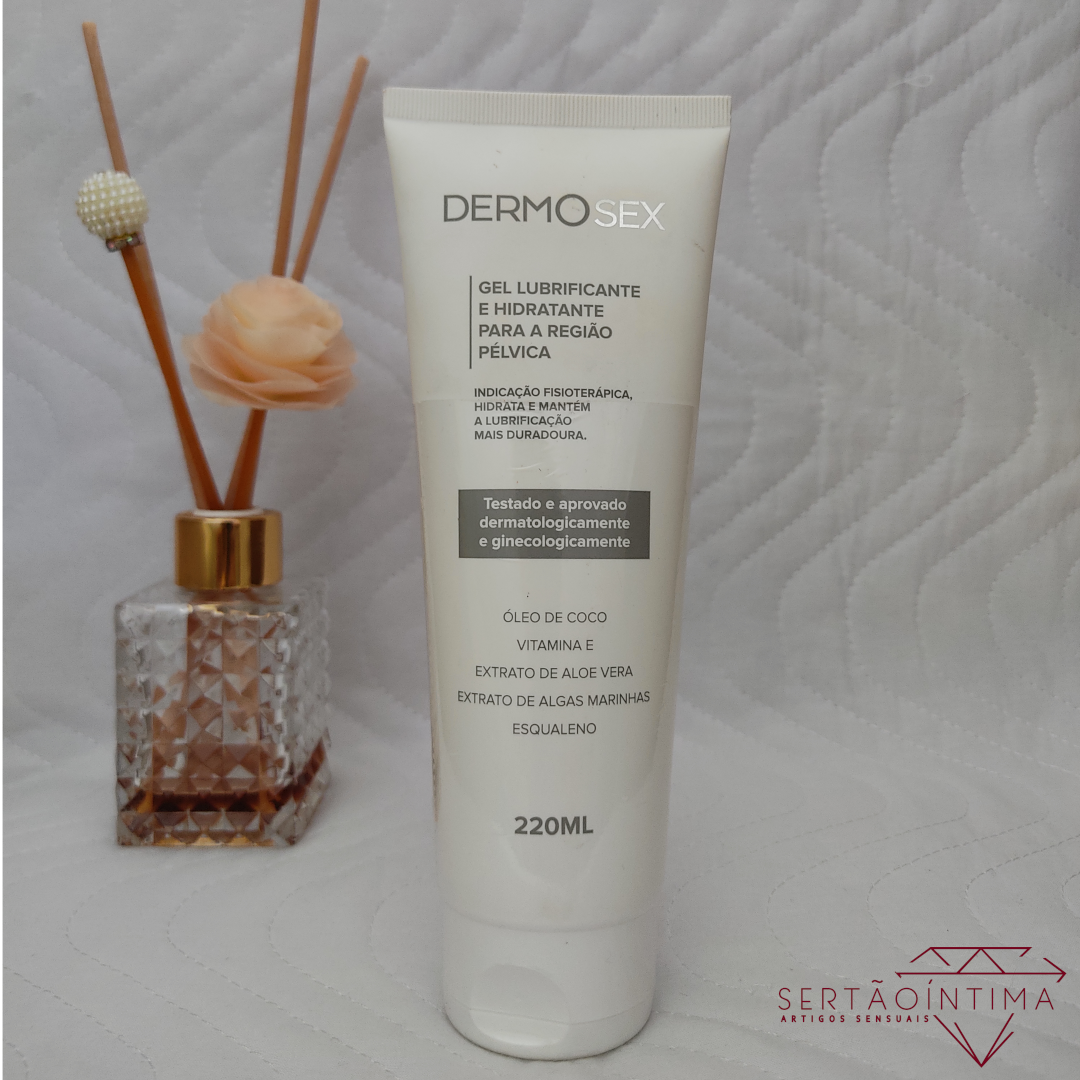 DERMOSEX
GEL LUBRIFICANTE
E HIDRATANTE
PARA A REGIÃO
PÉLVICA
INDICAÇÃO FISIOTERÁPICA,
HIDRATA E MANTÉM
A LUBRIFICAÇÃO
MAIS DURADOURA.
Testado e aprovado
dermatologicamente
e ginecologicamente
ÓLEO DE COCO
VITAMINA E
EXTRATO DE ALOE VERA
EXTRATO DE ALGAS MARINHAS
ESQUALENO
220ML
SERTÃOÍNTIMA
ARTIGOS SENSUAIS